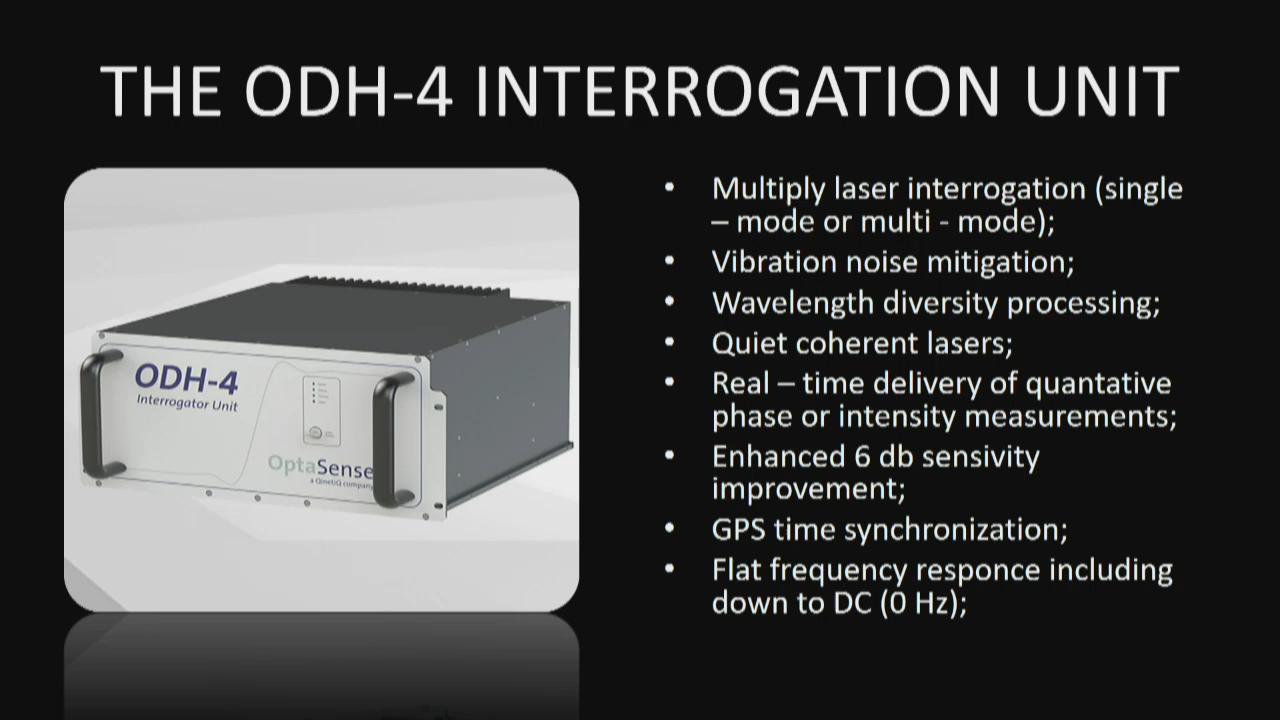 THE ODH-4 INTERROGATION UNIT
ODH-4
Interrogator Unit
OptaSense
a QinetiQ company
• Multiply laser interrogation (single
– mode or multi - mode);
• Vibration noise mitigation;
• Wavelength diversity processing;
• Quiet coherent lasers;
• Real – time delivery of quantative
phase or intensity measurements;
• Enhanced 6 db sensivity
improvement;
• GPS time synchronization;
• Flat frequency responce including
down to DC (0 Hz);